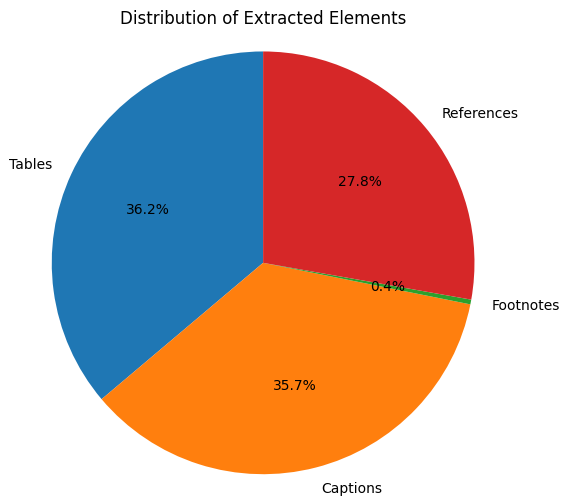 Distribution of Extracted Elements
References
Tables
27.8%
36.2%
0.4%
Footnotes
35.7%
Captions